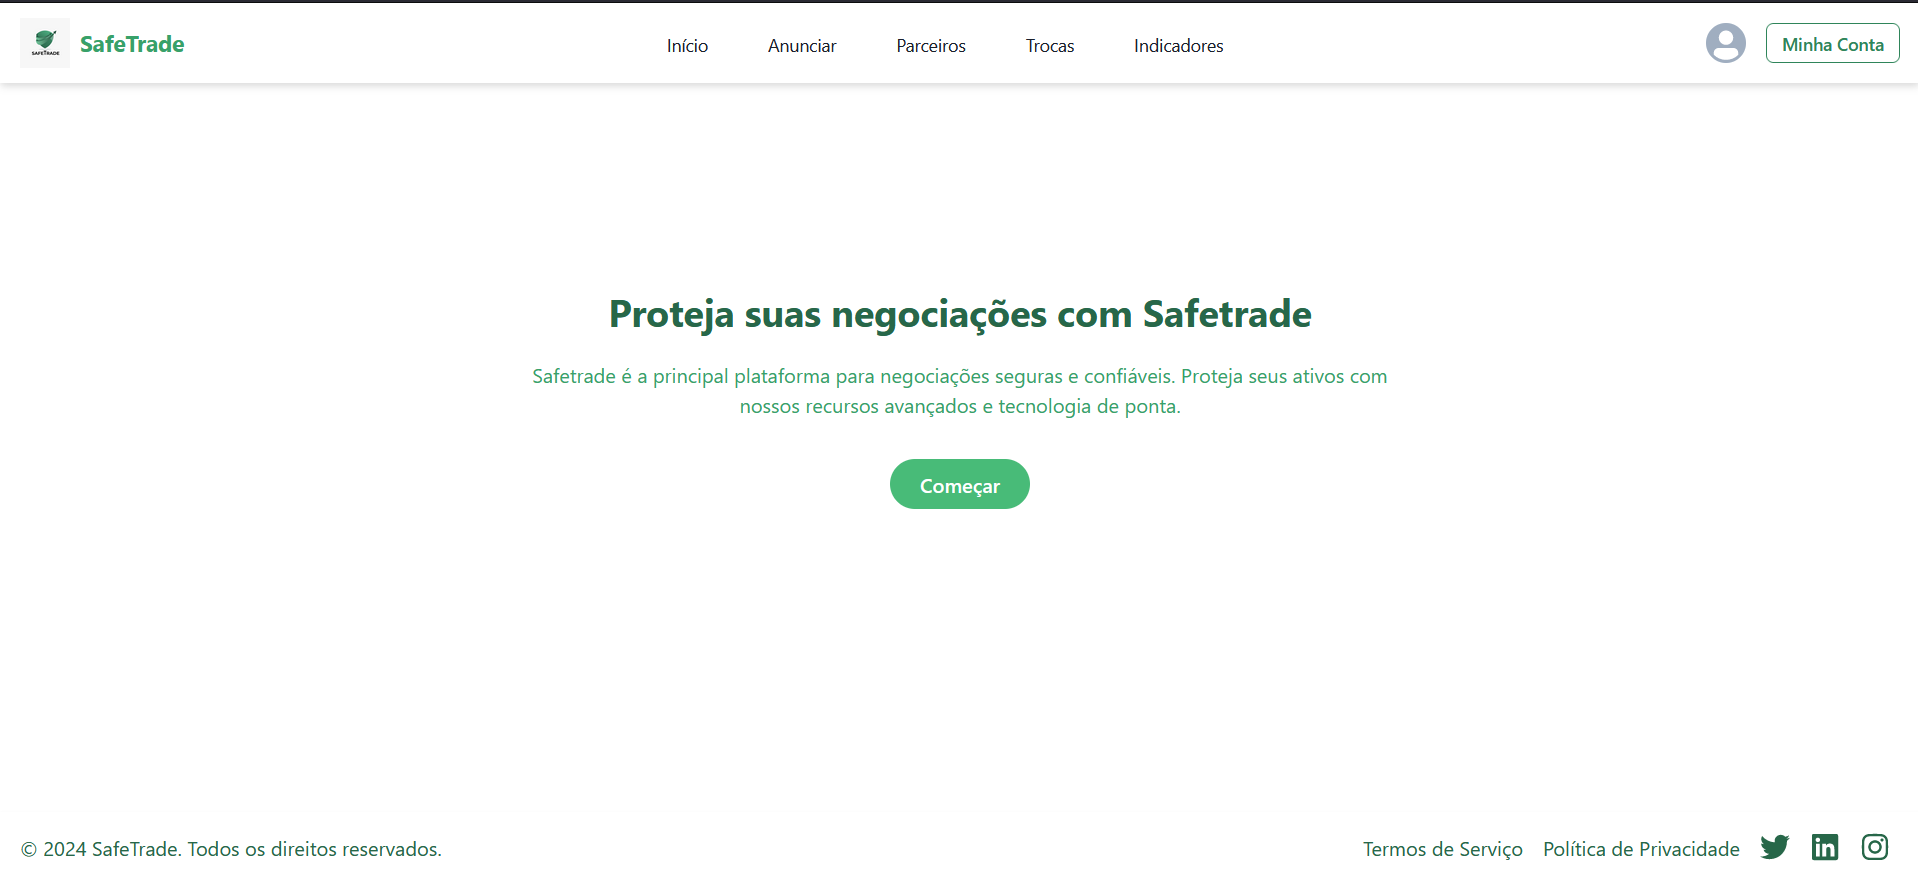 SAFETRADE
SafeTrade
Início
Anunciar
Parceiros
Trocas
Indicadores
Minha Conta
Proteja suas negociações com Safetrade
Safetrade é a principal plataforma para negociações seguras e confiáveis. Proteja seus ativos com
nossos recursos avançados e tecnologia de ponta.
Começar
© 2024 SafeTrade. Todos os direitos reservados.
Termos de Serviço
Política de Privacidade
in